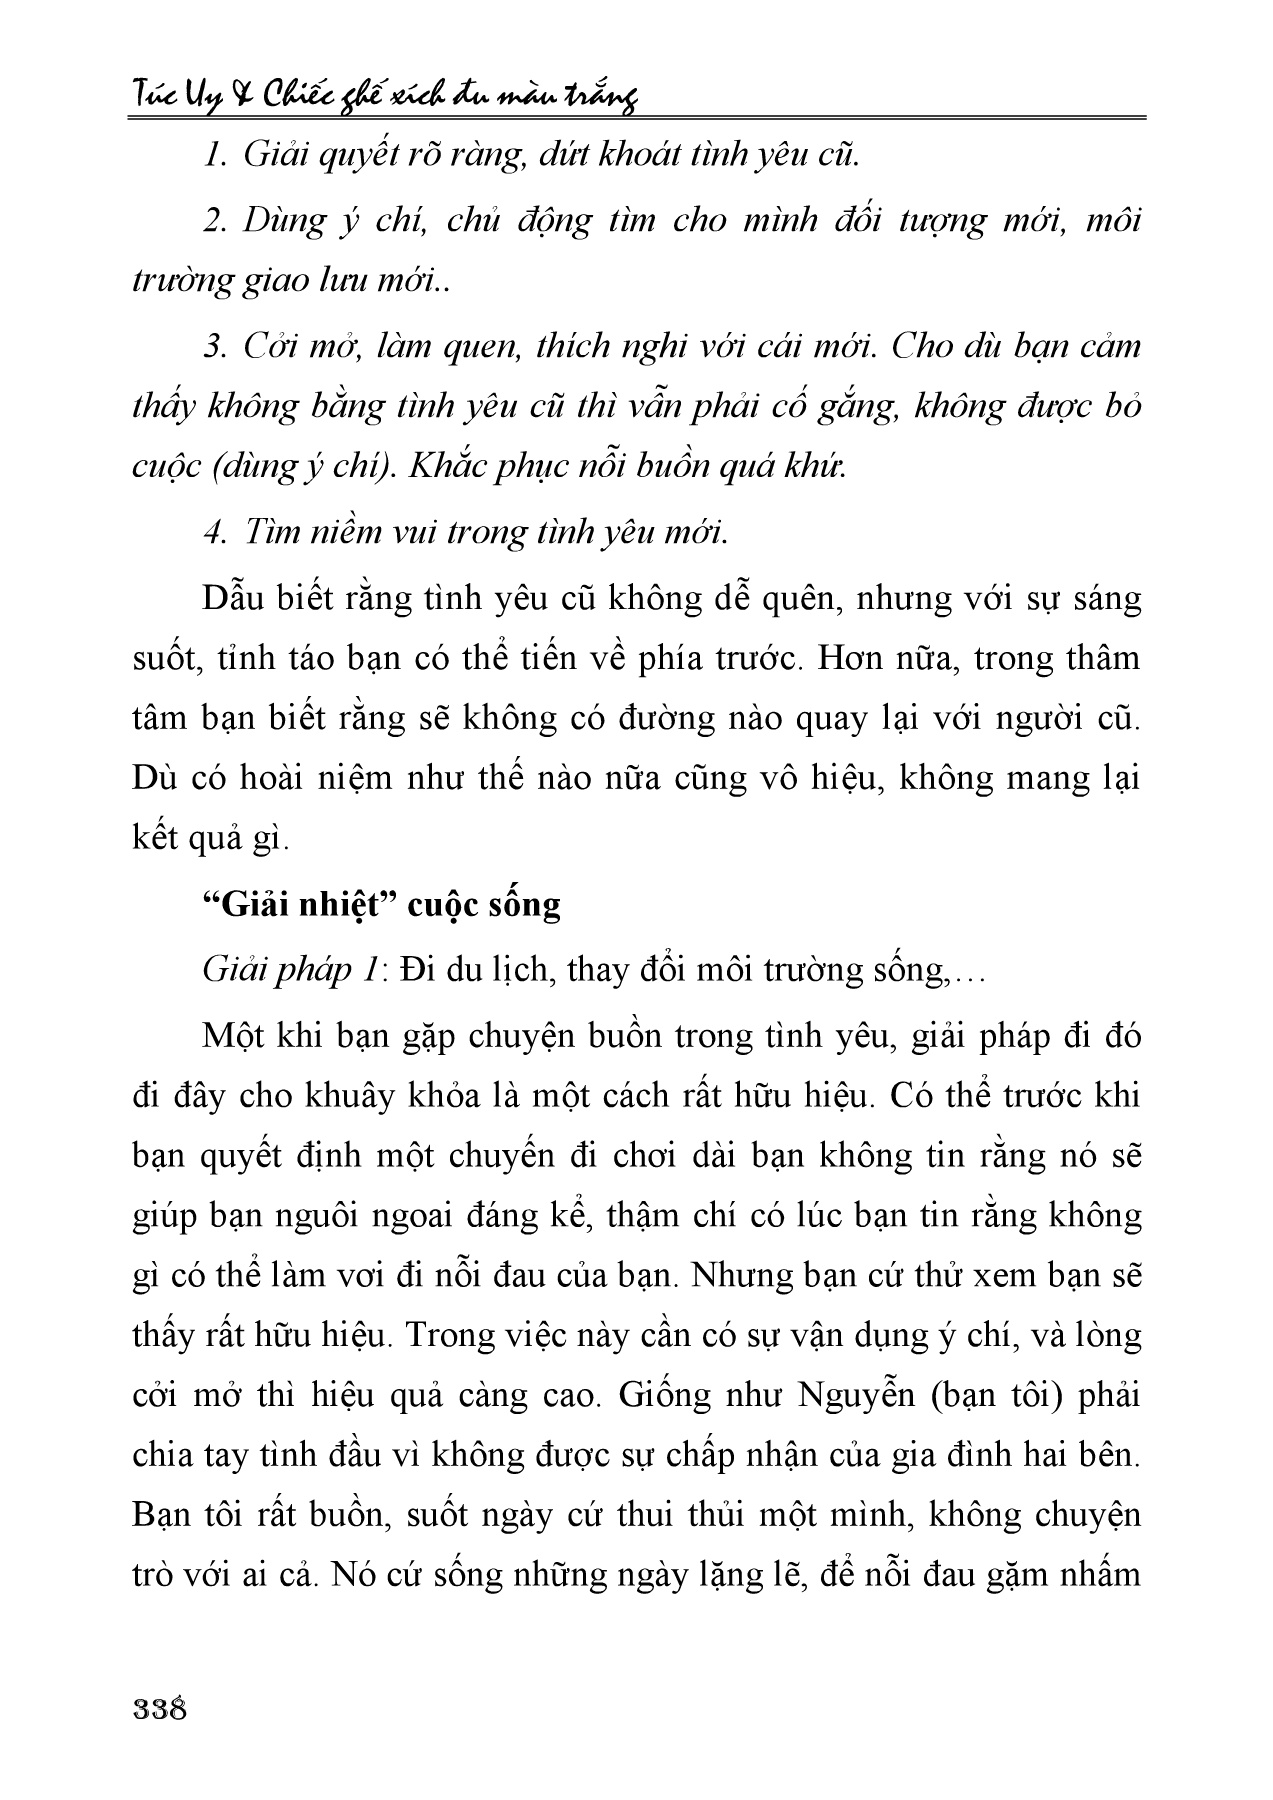 Túc Uy & Chiếc ghế xích đu màu trắng
1. Giải quyết rõ ràng, dứt khoát tình yêu cũ.
2. Dùng ý chí, chủ động tìm cho mình đối tượng mới, môi
trường giao lưu mới..
3. Cởi mở, làm quen, thích nghi với cái mới. Cho dù bạn cảm
thấy không bằng tình yêu cũ thì vẫn phải cố gắng, không được bỏ
cuộc (dùng ý chí). Khắc phục nỗi buồn quá khứ.
4. Tìm niềm vui trong tình yêu mới.
Dẫu biết rằng tình yêu cũ không dễ quên, nhưng với sự sáng
suốt, tỉnh táo bạn có thể tiến về phía trước. Hơn nữa, trong thâm
tâm bạn biết rằng sẽ không có đường nào quay lại với người cũ.
Dù có hoài niệm như thế nào nữa cũng vô hiệu, không mang lại
kết quả gì.
“Giải nhiệt” cuộc sống
Giải pháp 1: Đi du lịch, thay đổi môi trường sống,…
Một khi bạn gặp chuyện buồn trong tình yêu, giải pháp đi đó
đi đây cho khuây khỏa là một cách rất hữu hiệu. Có thể trước khi
bạn quyết định một chuyến đi chơi dài bạn không tin rằng nó sẽ
giúp bạn nguôi ngoai đáng kể, thậm chí có lúc bạn tin rằng không
gì có thể làm vơi đi nỗi đau của bạn. Nhưng bạn cứ thử xem bạn sẽ
thấy rất hữu hiệu. Trong việc này cần có sự vận dụng ý chí, và lòng
cởi mở thì hiệu quả càng cao. Giống như Nguyễn (bạn tôi) phải
chia tay tình đầu vì không được sự chấp nhận của gia đình hai bên.
Bạn tôi rất buồn, suốt ngày cứ thui thủi một mình, không chuyện
trò với ai cả. Nó cứ sống những ngày lặng lẽ, để nỗi đau gặm nhấm
338